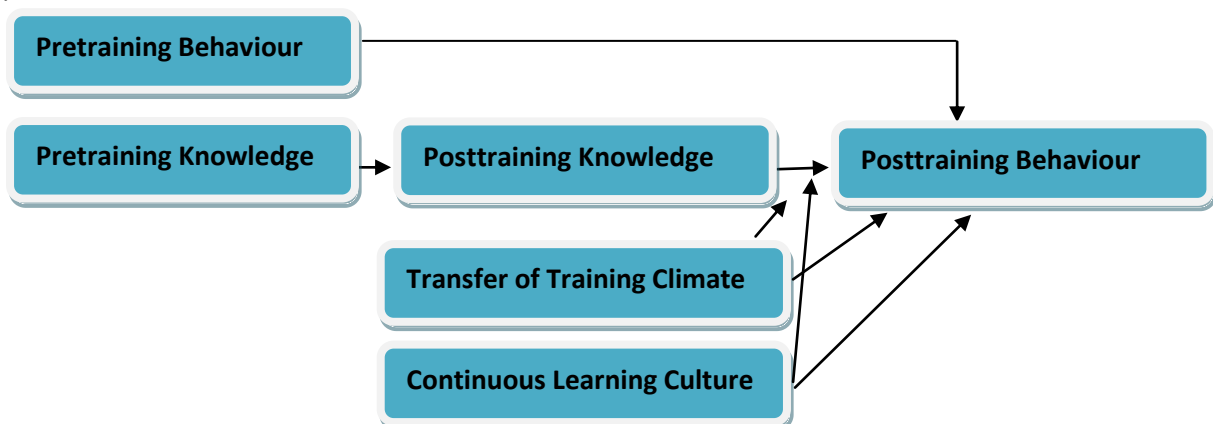 Pretraining Behaviour
Pretraining Knowledge
Posttraining Knowledge
Posttraining Behaviour
Transfer of Training Climate
Continuous Learning Culture